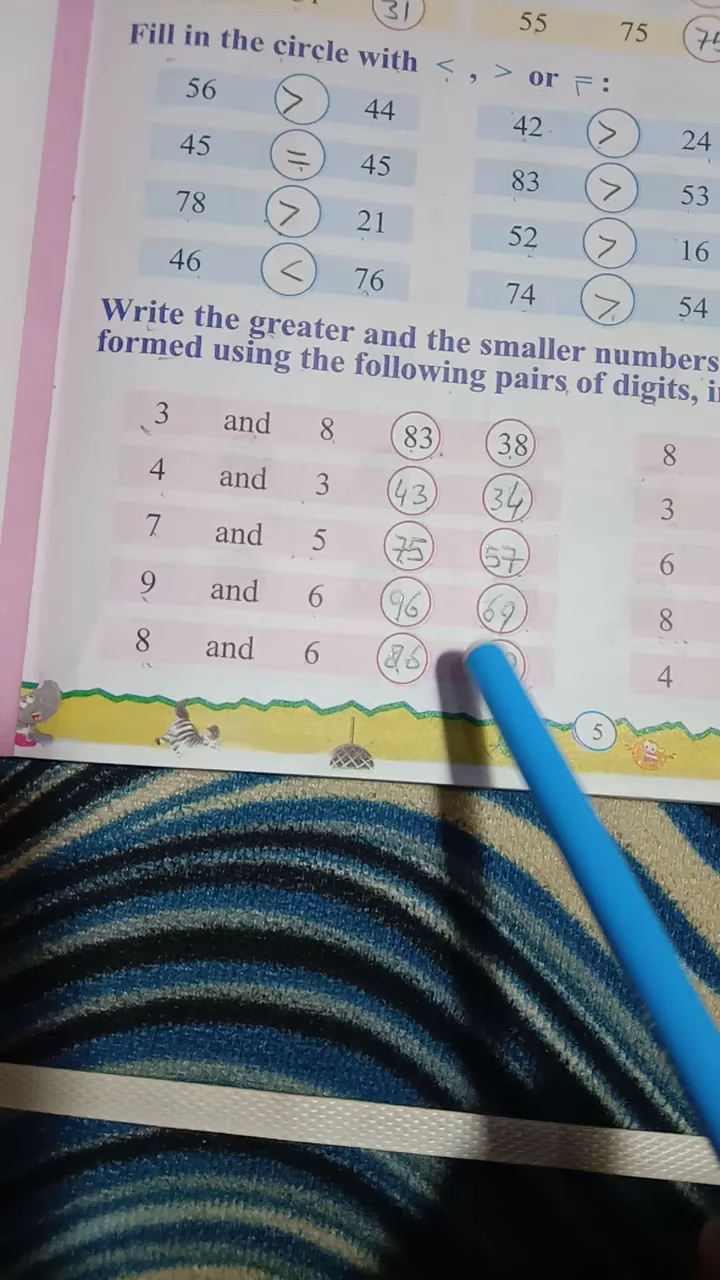 31 55 75
Fill in the circle with < , > or = :
56 > 44 42 > 24
45 = 45 83 > 53
78 > 21 52 > 16
46 < 76 74 > 54
Write the greater and the smaller numbers
formed using the following pairs of digits,
3 and 8 83 38 8
4 and 3 43 34 3
7 and 5 75 57 6
9 and 6 96 69 8
8 and 6 86 4
5